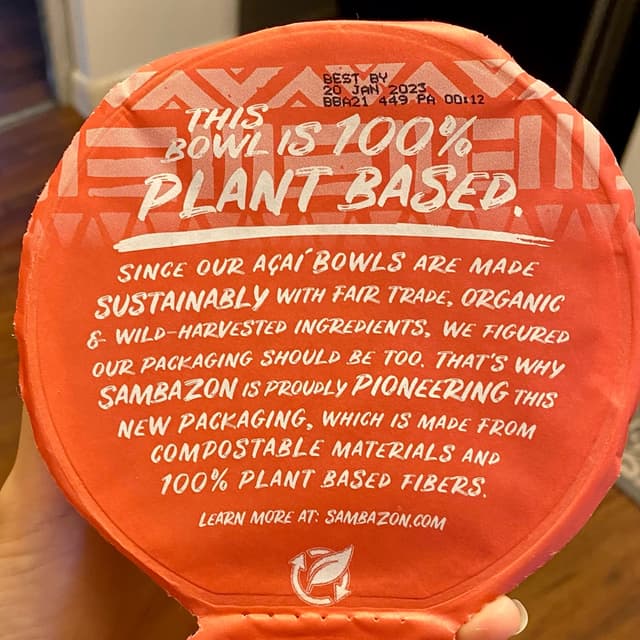 BEST BY
20 JAN 2023
BBA21 449 PA 00:12
THIS
BOWL IS 100%
PLANT BASED.
SINCE OUR AÇAÍ BOWLS ARE MADE
SUSTAINABLY WITH FAIR TRADE, ORGANIC
& WILD-HARVESTED INGREDIENTS, WE FIGURED
OUR PACKAGING SHOULD BE TOO. THAT'S WHY
SAMBAZON IS PROUDLY PIONEERING THIS
NEW PACKAGING, WHICH IS MADE FROM
COMPOSTABLE MATERIALS AND
100% PLANT BASED FIBERS.
LEARN MORE AT: SAMBAZON.COM